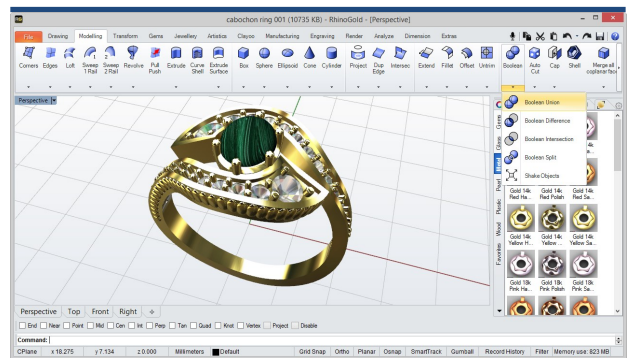 cabochon ring 001 (10735 KB) - RhinoGold - [Perspective]
File Drawing Modelling Transform Gems Jewellery Artistics Clayoo Manufacturing Engraving Render Analyze Dimension Extras
Corners Edges Loft Sweep 1 Rail Sweep 2 Rail Revolve Pull Push Extrude Curve Shell Extrude Surface Box Sphere Ellipsoid Cone Cylinder Project Dup Edge Intersec Extend Fillet Offset Untrim Boolean Auto Cut Cap Shell Merge all coplanar fac
Perspective
Boolean Union
Boolean Difference
Boolean Intersection
Boolean Split
Shake Objects
Gem
Glass
Metal
Pearl
Plastic
Wood
Favorites
Gold 14k Red Ha... Gold 14k Red Polish Gold 14k Red Sa...
Gold 14k Yellow H... Gold 14k Yellow ... Gold 14k Yellow Sa...
Gold 18k Pink Ha... Gold 18k Pink Polish Gold 18k Pink Sa...
Perspective Top Front Right
End Near Point Mid Cen Int Perp Tan Quad Knot Vertex Project Disable
Command:
CPlane x 18.275 y 7.134 z 0.000 Millimeters Default Grid Snap Ortho Planar Osnap SmartTrack Gumball Record History Filter Memory use: 823 MB